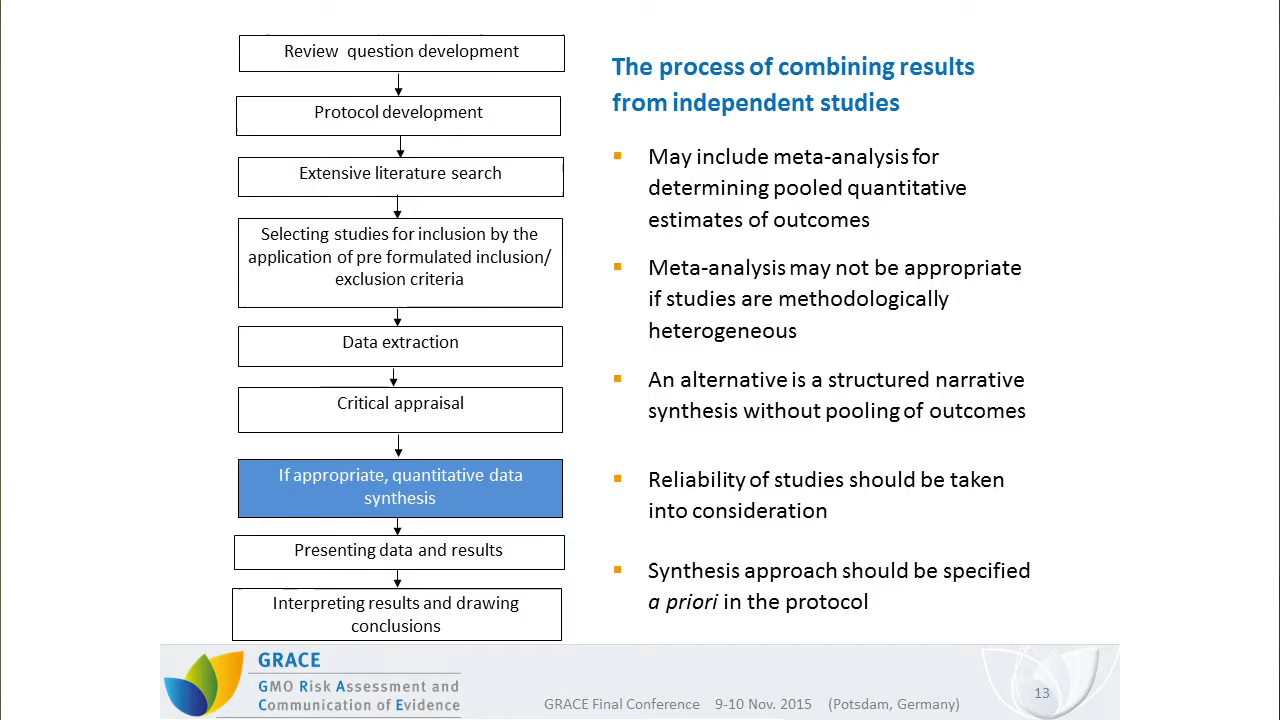 Review question development
Protocol development
Extensive literature search
Selecting studies for inclusion by the
application of pre formulated inclusion/
exclusion criteria
Data extraction
Critical appraisal
If appropriate, quantitative data
synthesis
Presenting data and results
Interpreting results and drawing
conclusions
The process of combining results
from independent studies
May include meta-analysis for
determining pooled quantitative
estimates of outcomes
Meta-analysis may not be appropriate
if studies are methodologically
heterogeneous
An alternative is a structured narrative
synthesis without pooling of outcomes
Reliability of studies should be taken
into consideration
Synthesis approach should be specified
a priori in the protocol
GRACE
GMO Risk Assessment and
Communication of Evidence
GRACE Final Conference 9-10 Nov. 2015 (Potsdam, Germany)
13